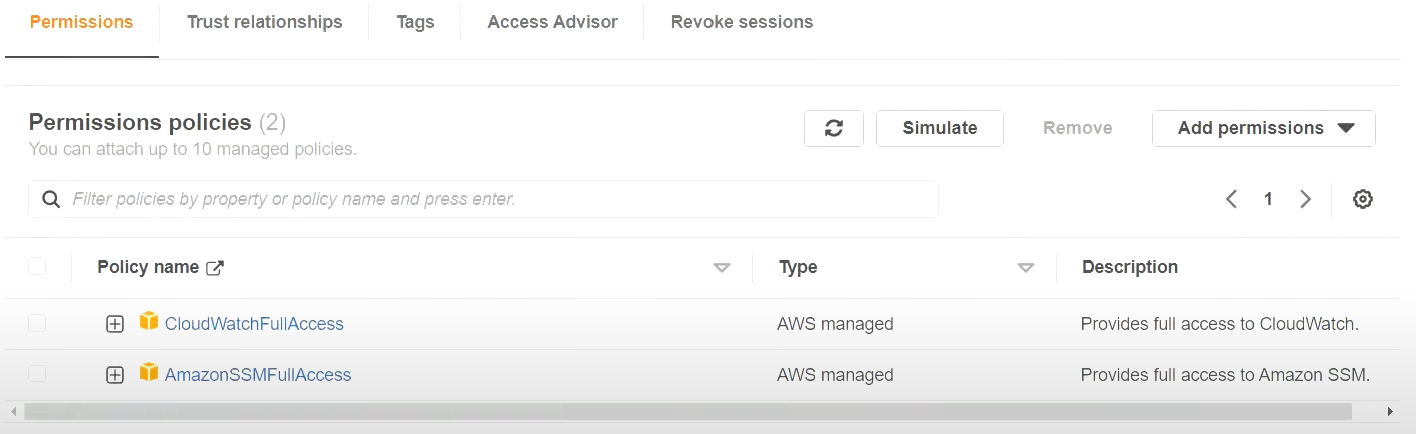 Permissions Trust relationships Tags Access Advisor Revoke sessions
Permissions policies (2)
You can attach up to 10 managed policies.
Simulate Remove Add permissions
Filter policies by property or policy name and press enter.
1
Policy name Type Description
CloudWatchFullAccess AWS managed Provides full access to CloudWatch.
AmazonSSMFullAccess AWS managed Provides full access to Amazon SSM.